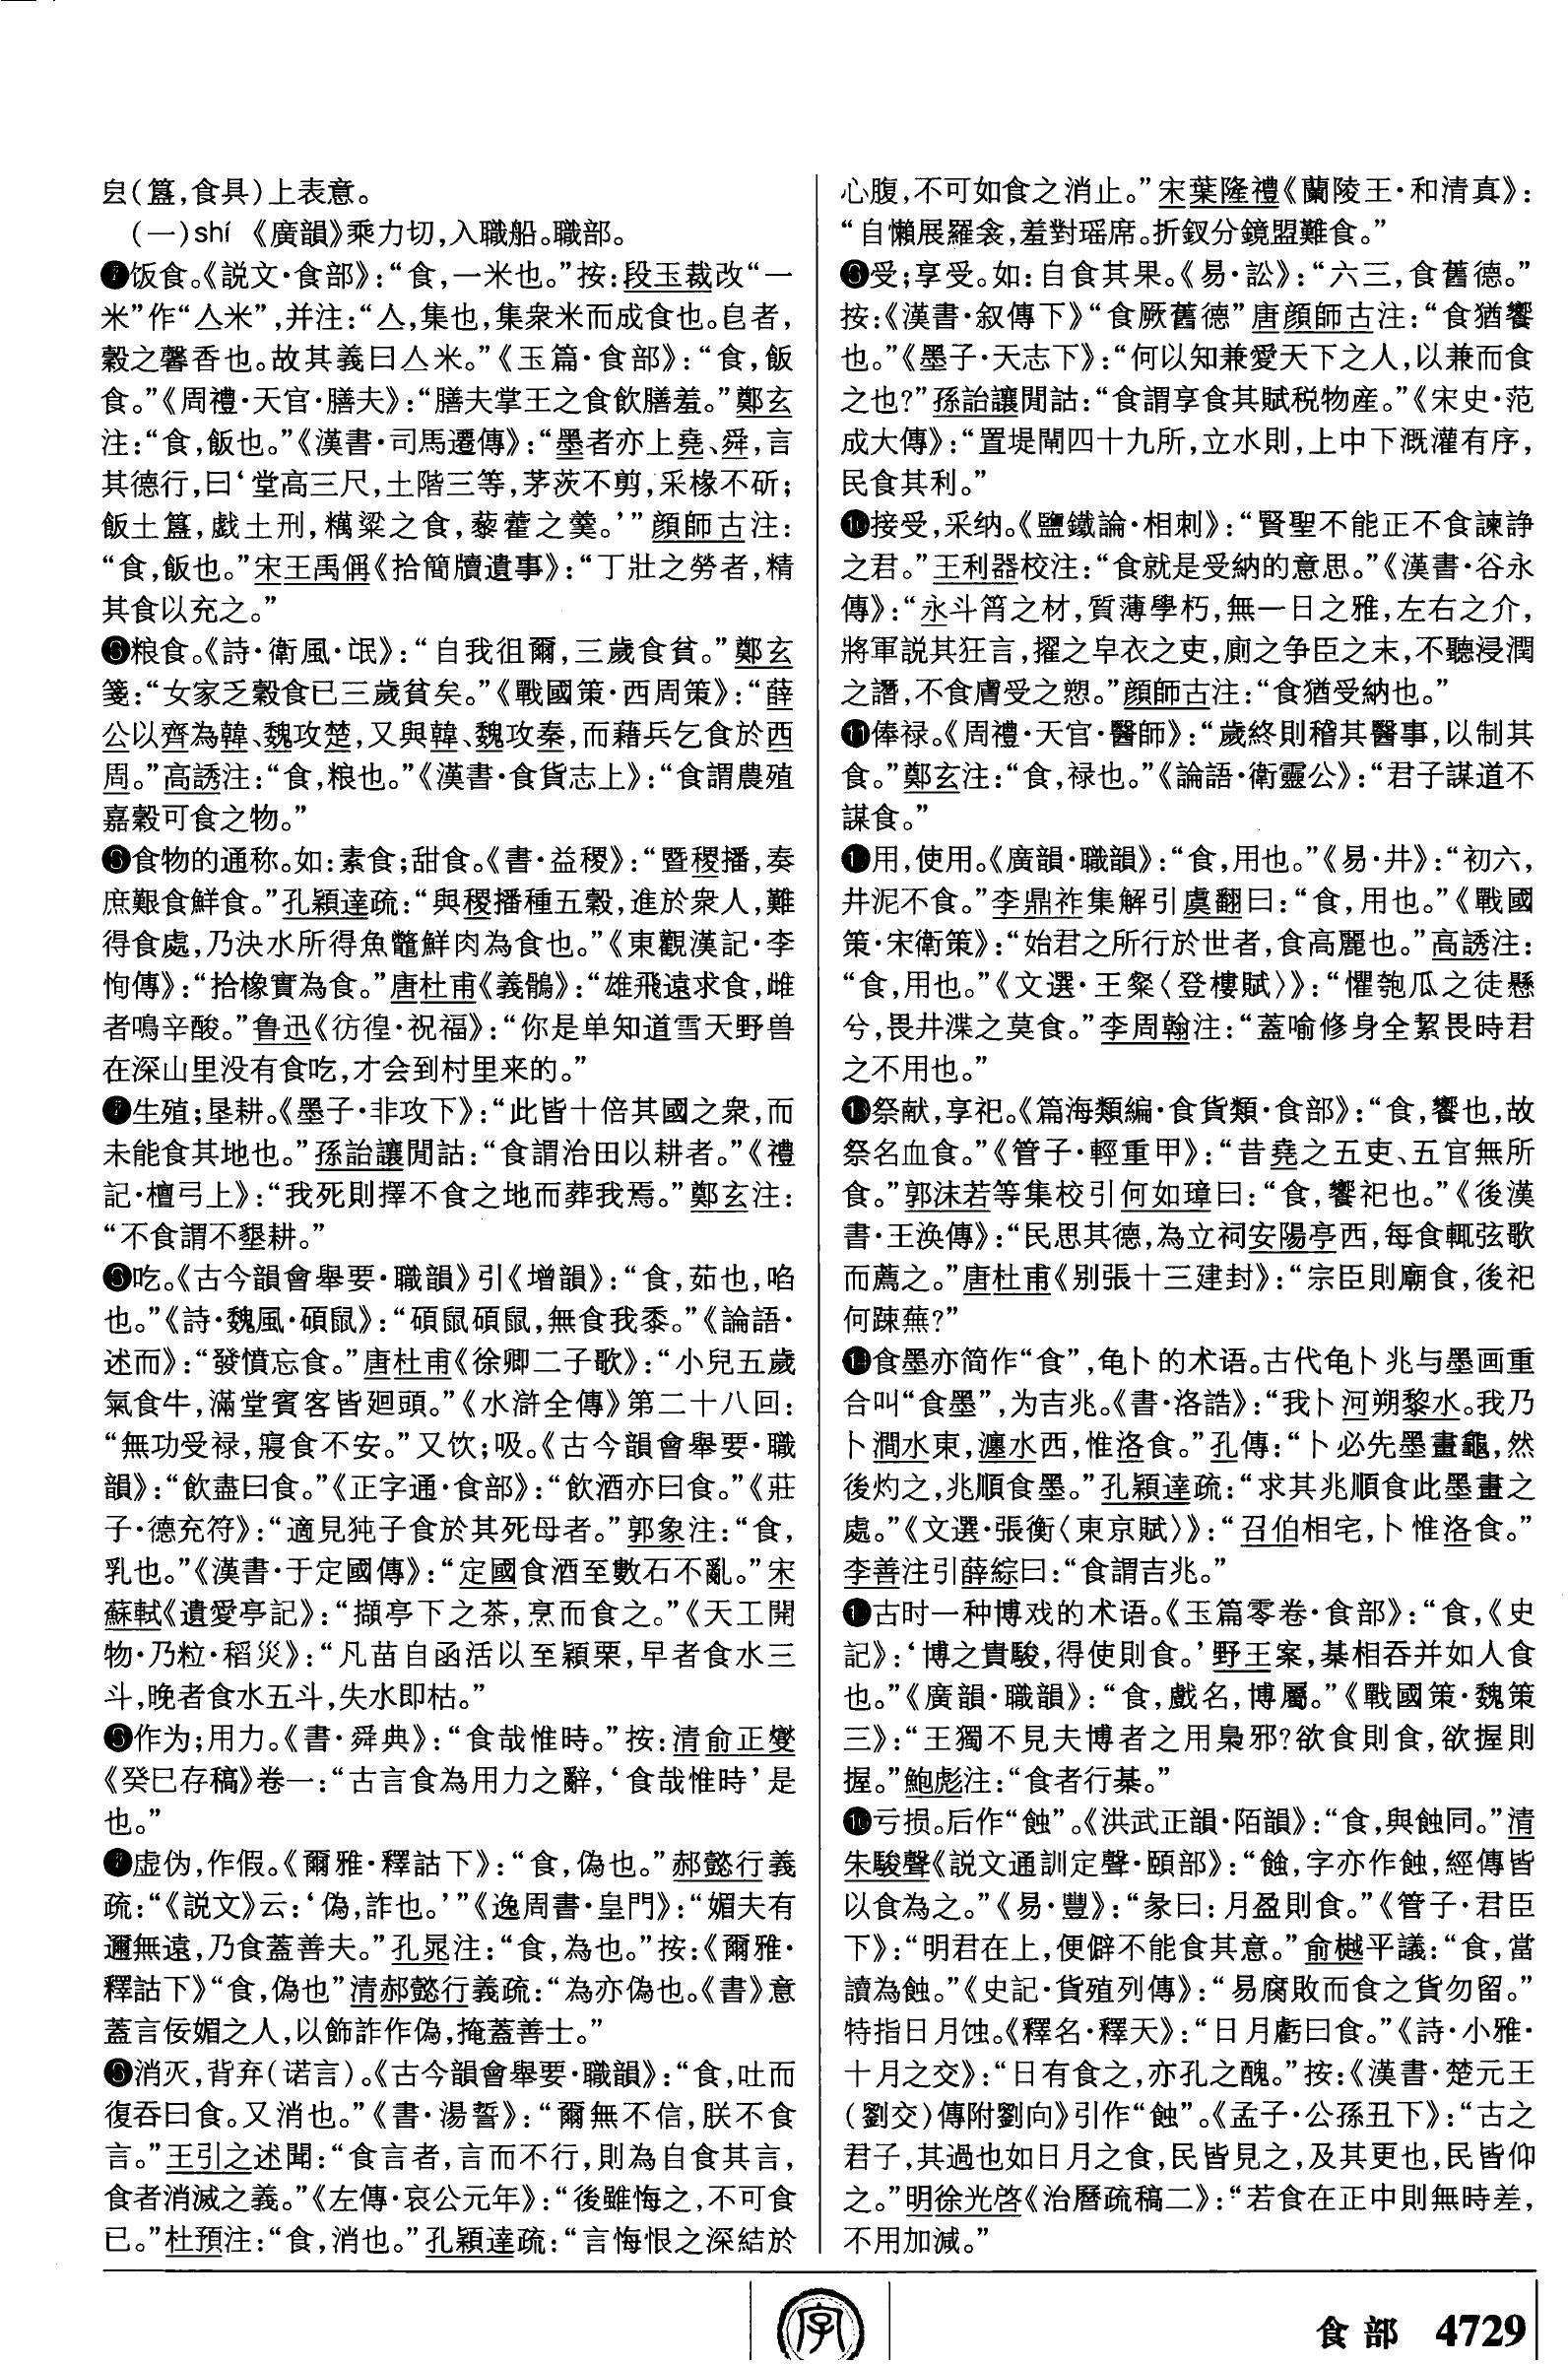 皀(簋,食具)上表意。
(一)shí 《廣韻》乘力切,入職船。職部。
❶饭食。《説文·食部》:“食,一米也。”按:段玉裁改“一
米”作“亼米”,并注:“亼,集也,集衆米而成食也。皀者,
穀之馨香也。故其義曰亼米。”《玉篇·食部》:“食,飯
食。”《周禮·天官·膳夫》:“膳夫掌王之食飲膳羞。”鄭玄
注:“食,飯也。”《漢書·司馬遷傳》:“墨者亦上堯、舜,言
其德行,曰‘堂高三尺,土階三等,茅茨不剪,采椽不斫;
飯土簋,歠土刑,糲粱之食,藜藿之羹。’”顔師古注:
“食,飯也。”宋王禹偁《拾簡牘遺事》:“丁壯之勞者,精
其食以充之。”
❷粮食。《詩·衛風·氓》:“自我徂爾,三歲食貧。”鄭玄
箋:“女家乏穀食已三歲貧矣。”《戰國策·西周策》:“薛
公以齊為韓、魏攻楚,又與韓、魏攻秦,而藉兵乞食於西
周。”高誘注:“食,粮也。”《漢書·食貨志上》:“食謂農殖
嘉穀可食之物。”
❸食物的通称。如:素食;甜食。《書·益稷》:“暨稷播,奏
庶艱食鮮食。”孔穎達疏:“與稷播種五穀,進於衆人,難
得食處,乃決水所得魚鼈鮮肉為食也。”《東觀漢記·李
恂傳》:“拾橡實為食。”唐杜甫《義鶻》:“雄飛遠求食,雌
者鳴辛酸。”鲁迅《彷徨·祝福》:“你是单知道雪天野兽
在深山里没有食吃,才会到村里来的。”
❹生殖;垦耕。《墨子·非攻下》:“此皆十倍其國之衆,而
未能食其地也。”孫詒讓閒詁:“食謂治田以耕者。”《禮
記·檀弓上》:“我死則擇不食之地而葬我焉。”鄭玄注:
“不食謂不墾耕。”
❺吃。《古今韻會舉要·職韻》引《增韻》:“食,茹也,啗
也。”《詩·魏風·碩鼠》:“碩鼠碩鼠,無食我黍。”《論語·
述而》:“發憤忘食。”唐杜甫《徐卿二子歌》:“小兒五歲
氣食牛,滿堂賓客皆廻頭。”《水滸全傳》第二十八回:
“無功受禄,寢食不安。”又饮;吸。《古今韻會舉要·職
韻》:“飲盡曰食。”《正字通·食部》:“飲酒亦曰食。”《莊
子·德充符》:“適見㹠子食於其死母者。”郭象注:“食,
乳也。”《漢書·于定國傳》:“定國食酒至數石不亂。”宋
蘇軾《遺愛亭記》:“擷亭下之茶,烹而食之。”《天工開
物·乃粒·稻災》:“凡苗自函活以至穎栗,早者食水三
斗,晚者食水五斗,失水即枯。”
❻作为;用力。《書·舜典》:“食哉惟時。”按:清俞正燮
《癸巳存稿》卷一:“古言食為用力之辭,‘食哉惟時’是
也。”
❼虚伪,作假。《爾雅·釋詁下》:“食,偽也。”郝懿行義
疏:“《説文》云:‘偽,詐也。’”《逸周書·皇門》:“媚夫有
邇無遠,乃食蓋善夫。”孔晁注:“食,為也。”按:《爾雅·
釋詁下》“食,偽也”清郝懿行義疏:“為亦偽也。《書》意
蓋言佞媚之人,以飾詐作偽,掩蓋善士。”
❽消灭,背弃(诺言)。《古今韻會舉要·職韻》:“食,吐而
復吞曰食。又消也。”《書·湯誓》:“爾無不信,朕不食
言。”王引之述聞:“食言者,言而不行,則為自食其言,
食者消滅之義。”《左傳·哀公元年》:“後雖悔之,不可食
已。”杜預注:“食,消也。”孔穎達疏:“言悔恨之深結於
心腹,不可如食之消止。”宋葉隆禮《蘭陵王·和清真》:
“自懶展羅衾,羞對瑶席。折釵分鏡盟難食。”
❾受;享受。如:自食其果。《易·訟》:“六三,食舊德。”
按:《漢書·叙傳下》“食厥舊德”唐顔師古注:“食猶饗
也。”《墨子·天志下》:“何以知兼愛天下之人,以兼而食
之也?”孫詒讓閒詁:“食謂享食其賦税物産。”《宋史·范
成大傳》:“置堤閘四十九所,立水則,上中下溉灌有序,
民食其利。”
❿接受,采纳。《鹽鐵論·相刺》:“賢聖不能正不食諫諍
之君。”王利器校注:“食就是受納的意思。”《漢書·谷永
傳》:“永斗筲之材,質薄學朽,無一日之雅,左右之介,
將軍説其狂言,擢之皁衣之吏,廁之争臣之末,不聽浸潤
之譖,不食膚受之愬。”顔師古注:“食猶受納也。”
⓫俸禄。《周禮·天官·醫師》:“歲終則稽其醫事,以制其
食。”鄭玄注:“食,禄也。”《論語·衛靈公》:“君子謀道不
謀食。”
⓬用,使用。《廣韻·職韻》:“食,用也。”《易·井》:“初六,
井泥不食。”李鼎祚集解引虞翻曰:“食,用也。”《戰國
策·宋衛策》:“始君之所行於世者,食高麗也。”高誘注:
“食,用也。”《文選·王粲〈登樓賦〉》:“懼匏瓜之徒懸
兮,畏井渫之莫食。”李周翰注:“蓋喻修身全絜畏時君
之不用也。”
⓭祭献,享祀。《篇海類編·食貨類·食部》:“食,饗也,故
祭名血食。”《管子·輕重甲》:“昔堯之五吏、五官無所
食。”郭沫若等集校引何如璋曰:“食,饗祀也。”《後漢
書·王涣傳》:“民思其德,為立祠安陽亭西,每食輒弦歌
而薦之。”唐杜甫《别張十三建封》:“宗臣則廟食,後祀
何踈蕪?”
⓮食墨亦简作“食”,龟卜的术语。古代龟卜兆与墨画重
合叫“食墨”,为吉兆。《書·洛誥》:“我卜河朔黎水。我乃
卜澗水東,瀍水西,惟洛食。”孔傳:“卜必先墨畫龜,然
後灼之,兆順食墨。”孔穎達疏:“求其兆順食此墨畫之
處。”《文選·張衡〈東京賦〉》:“召伯相宅,卜惟洛食。”
李善注引薛綜曰:“食謂吉兆。”
⓯古时一种博戏的术语。《玉篇零卷·食部》:“食,《史
記》:‘博之貴駿,得使則食。’野王案,棊相吞并如人食
也。”《廣韻·職韻》:“食,戲名,博屬。”《戰國策·魏策
三》:“王獨不見夫博者之用梟邪?欲食則食,欲握則
握。”鮑彪注:“食者行棊。”
⓰亏损。后作“蝕”。《洪武正韻·陌韻》:“食,與蝕同。”清
朱駿聲《説文通訓定聲·頤部》:“餯,字亦作蝕,經傳皆
以食為之。”《易·豐》:“彖曰:月盈則食。”《管子·君臣
下》:“明君在上,便僻不能食其意。”俞樾平議:“食,當
讀為蝕。”《史記·貨殖列傳》:“易腐敗而食之貨勿留。”
特指日月蚀。《釋名·釋天》:“日月虧曰食。”《詩·小雅·
十月之交》:“日有食之,亦孔之醜。”按:《漢書·楚元王
(劉交)傳附劉向》引作“蝕”。《孟子·公孫丑下》:“古之
君子,其過也如日月之食,民皆見之,及其更也,民皆仰
之。”明徐光啓《治曆疏稿二》:“若食在正中則無時差,
不用加減。”
字
食部 4729